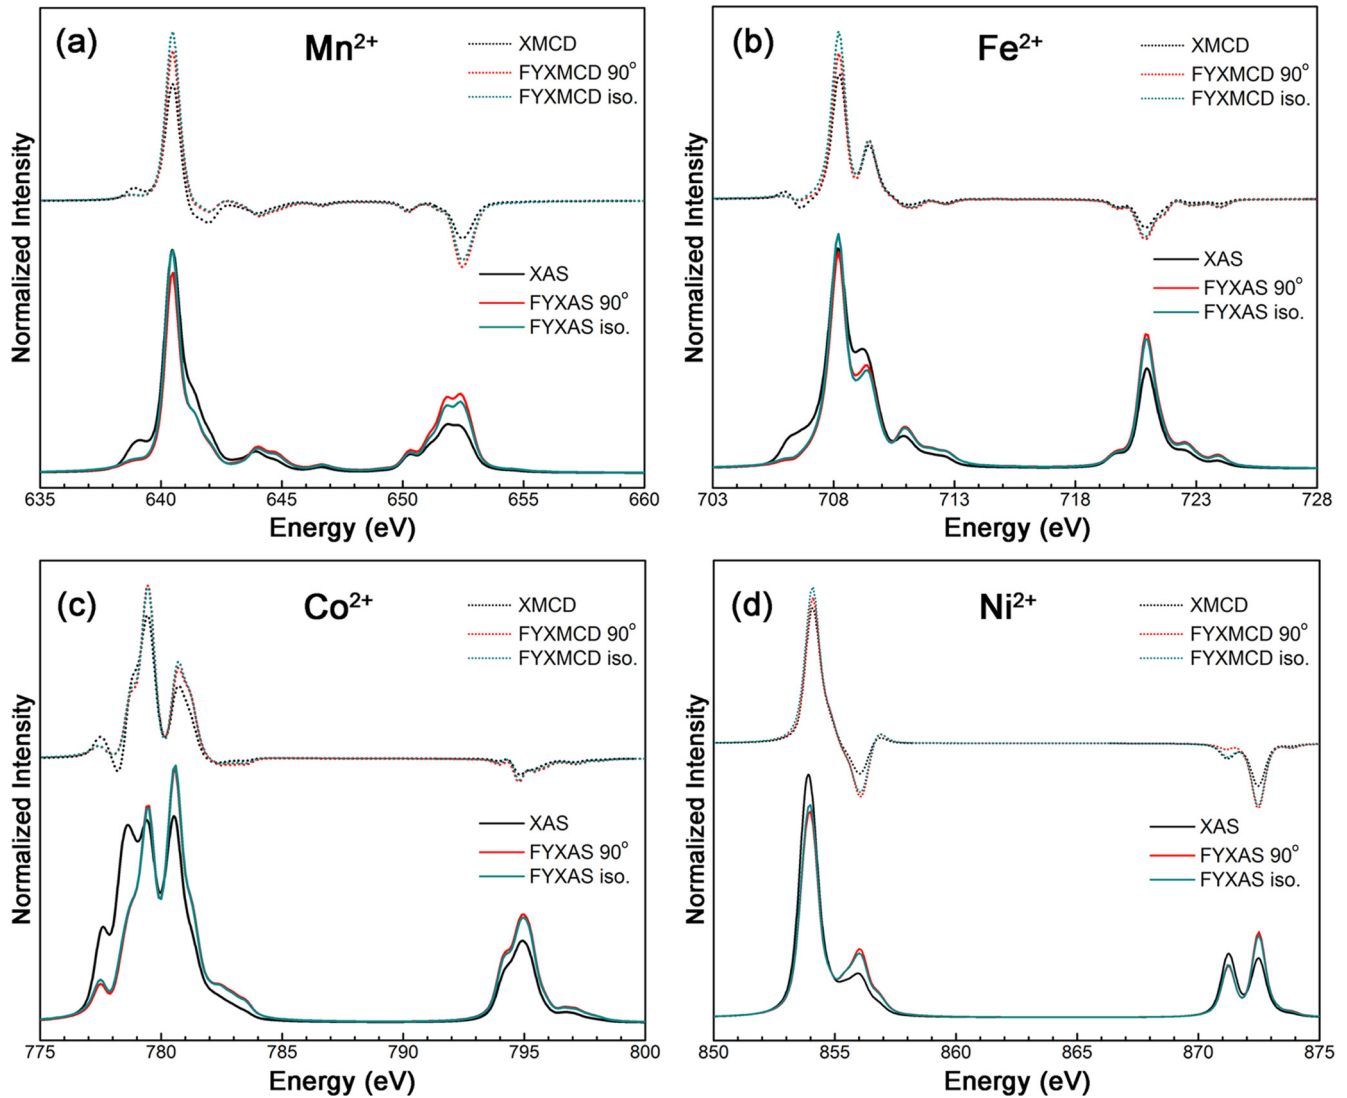 (a)
Mn²⁺
XMCD
FYXMCD 90°
FYXMCD iso.
XAS
FYXAS 90°
FYXAS iso.
Normalized Intensity
635 640 645 650 655 660
Energy (eV)
(b)
Fe²⁺
XMCD
FYXMCD 90°
FYXMCD iso.
XAS
FYXAS 90°
FYXAS iso.
Normalized Intensity
703 708 713 718 723 728
Energy (eV)
(c)
Co²⁺
XMCD
FYXMCD 90°
FYXMCD iso.
XAS
FYXAS 90°
FYXAS iso.
Normalized Intensity
775 780 785 790 795 800
Energy (eV)
(d)
Ni²⁺
XMCD
FYXMCD 90°
FYXMCD iso.
XAS
FYXAS 90°
FYXAS iso.
Normalized Intensity
850 855 860 865 870 875
Energy (eV)